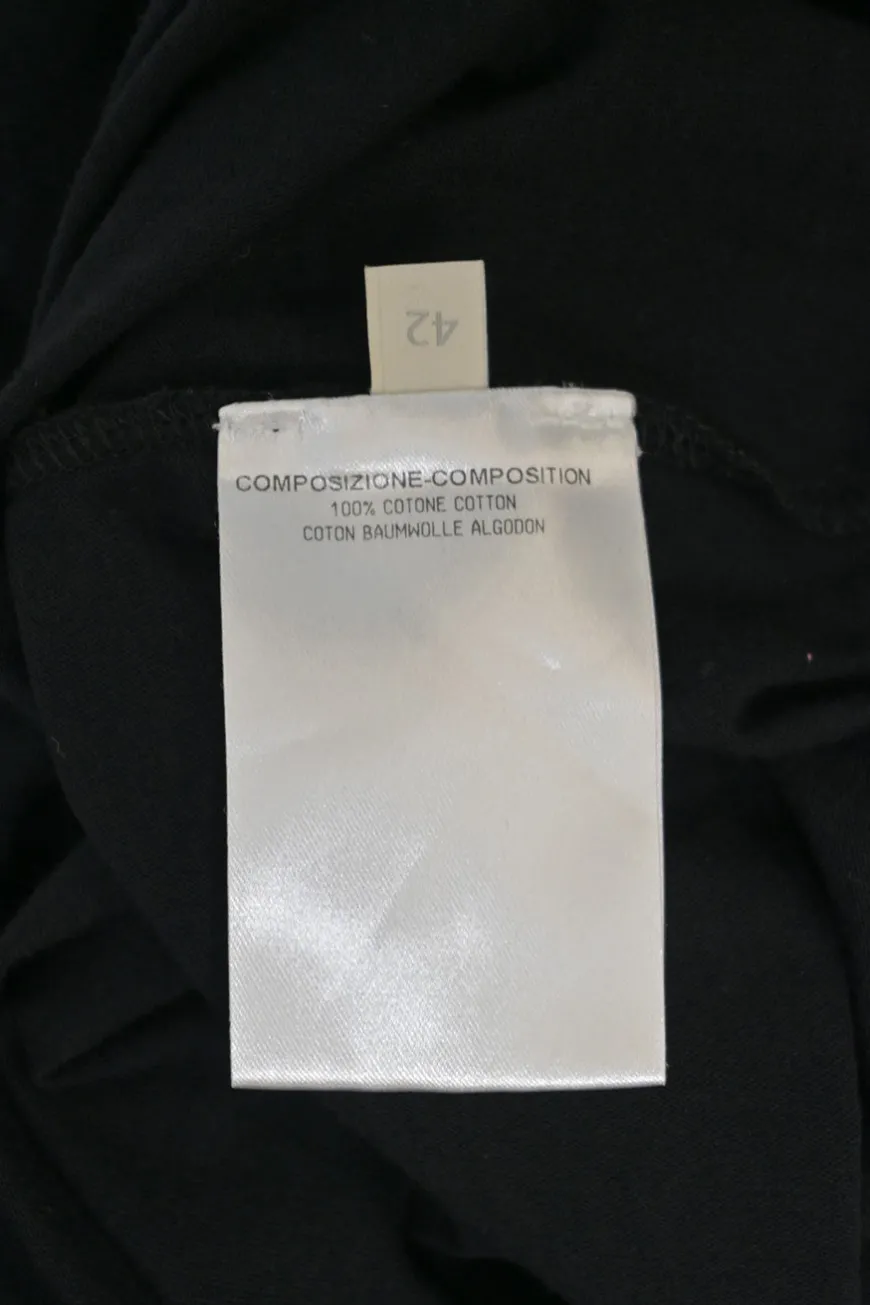 42
COMPOSIZIONE-COMPOSITION
100% COTONE COTTON
COTON BAUMWOLLE ALGODON